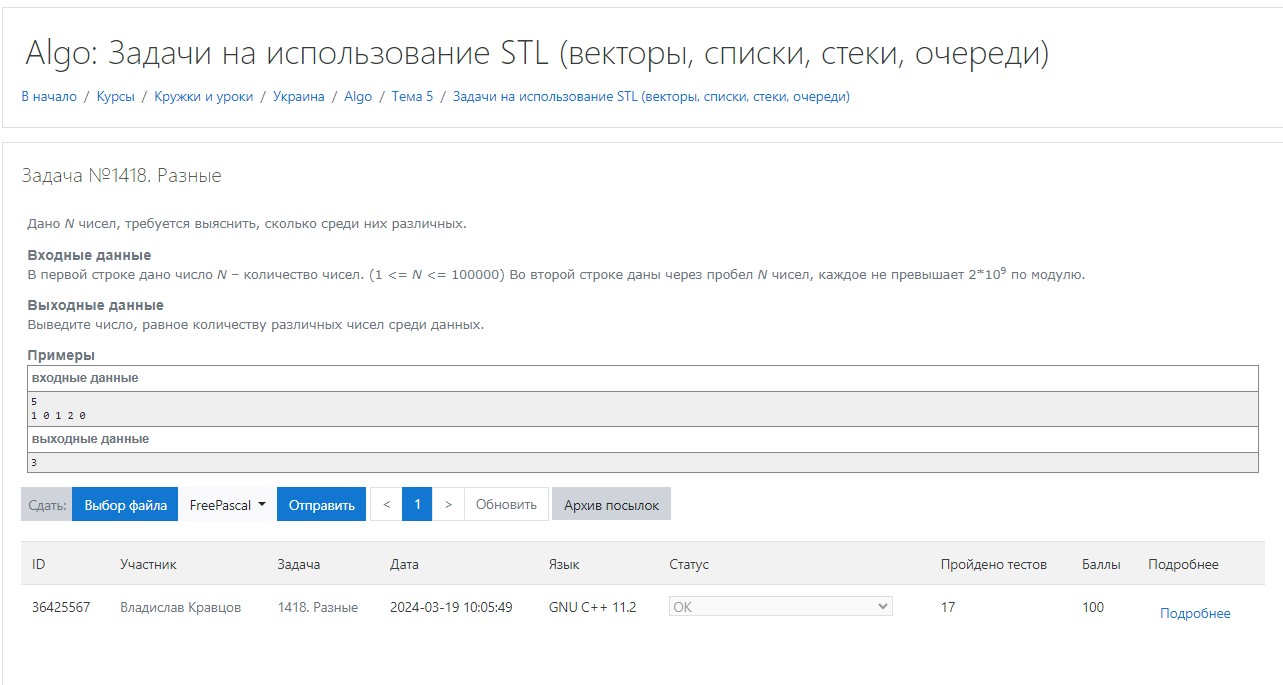 Algo: Задачи на использование STL (векторы, списки, стеки, очереди)
В начало / Курсы / Кружки и уроки / Украина / Algo / Тема 5 / Задачи на использование STL (векторы, списки, стеки, очереди)
Задача №1418. Разные
Дано N чисел, требуется выяснить, сколько среди них различных.
Входные данные
В первой строке дано число N – количество чисел. (1 <= N <= 100000) Во второй строке даны через пробел N чисел, каждое не превышает 2*10⁹ по модулю.
Выходные данные
Выведите число, равное количеству различных чисел среди данных.
Примеры
входные данные
5
1 0 1 2 0
выходные данные
3
Сдать: Выбор файла FreePascal Отправить < 1 > Обновить Архив посылок
ID Участник Задача Дата Язык Статус Пройдено тестов Баллы Подробнее
36425567 Владислав Кравцов 1418. Разные 2024-03-19 10:05:49 GNU C++ 11.2 OK 17 100 Подробнее